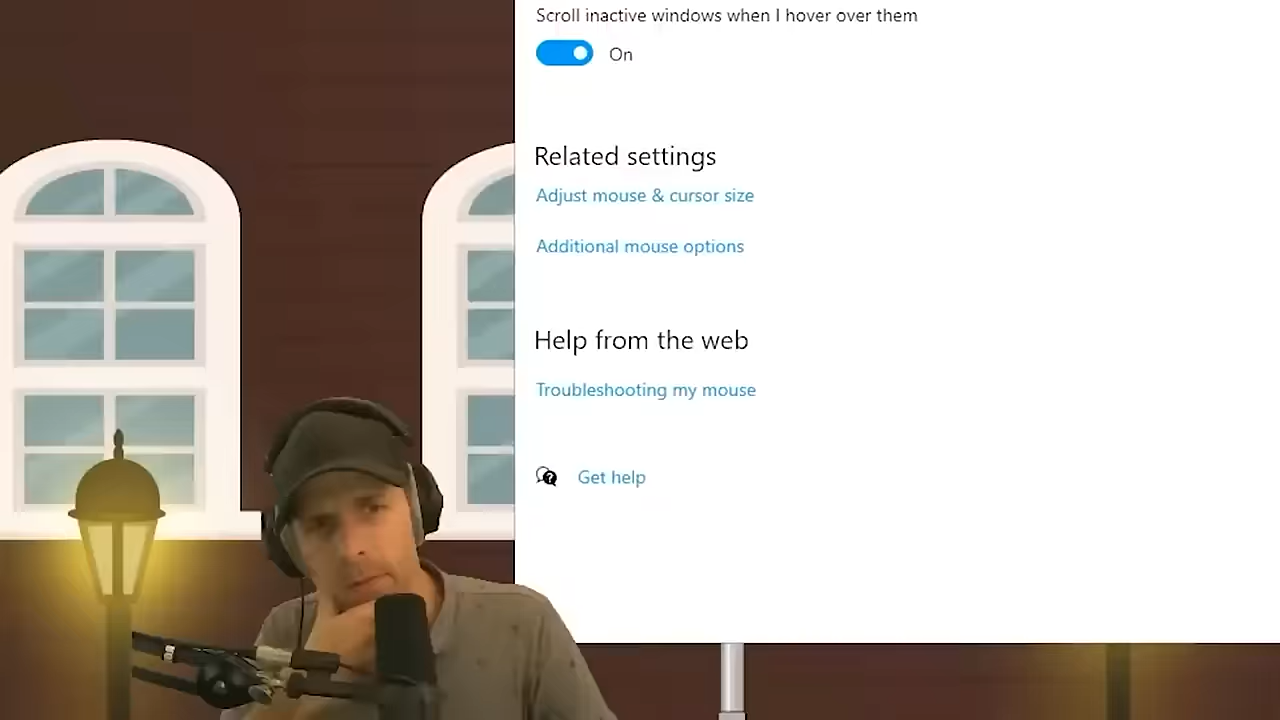 Scroll inactive windows when I hover over them
On
Related settings
Adjust mouse & cursor size
Additional mouse options
Help from the web
Troubleshooting my mouse
Get help